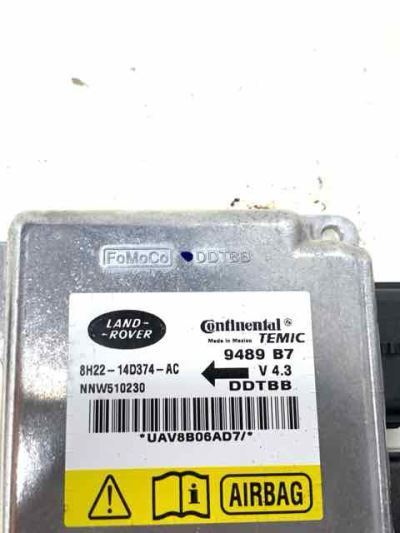 FoMoCo DDTBB
LAND-
-ROVER
Continental
TEMIC
Made in Mexico
9489 B7
8H22-14D374-AC V 4.3
NNW510230 DDTBB
*UAV8B06AD7/*
! i AIRBAG